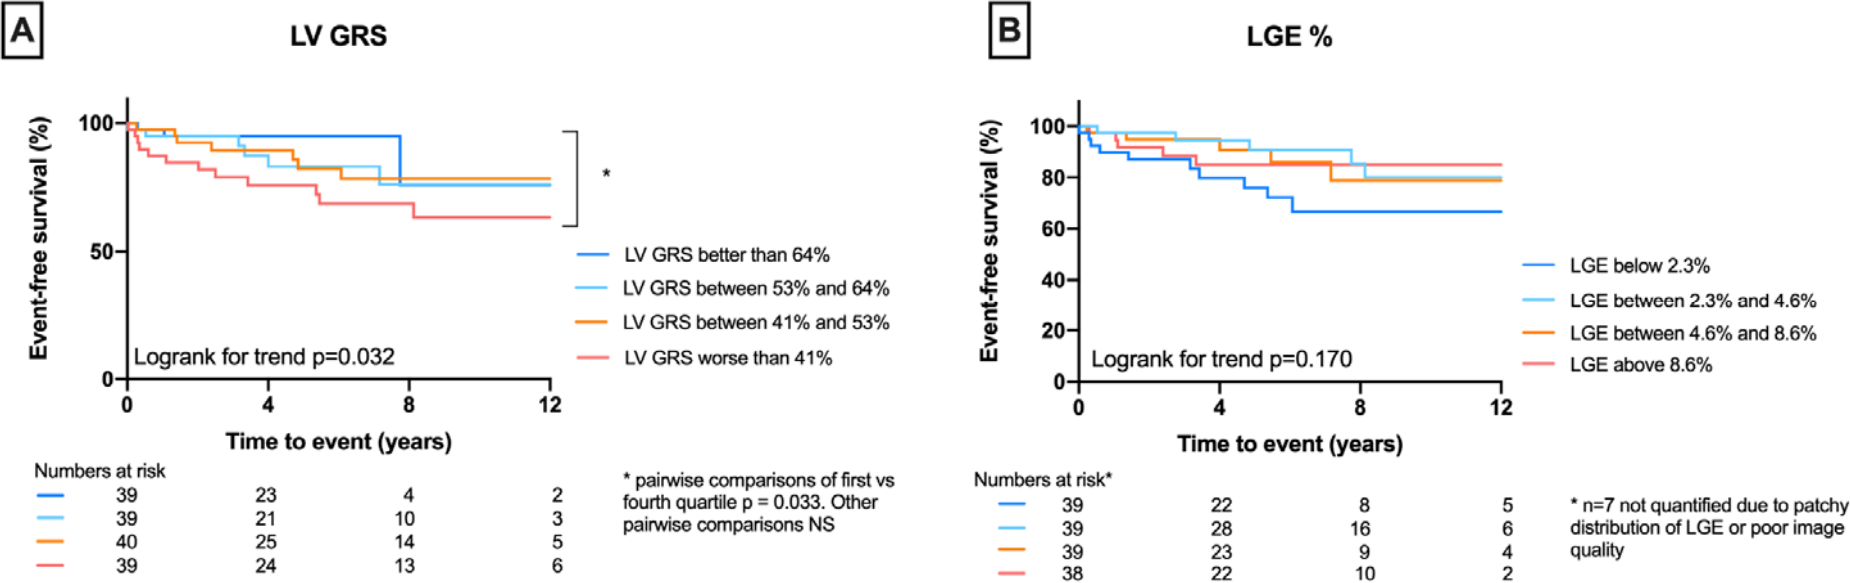 A
LV GRS
Event-free survival (%)
100
50
0
Logrank for trend p=0.032
*
LV GRS better than 64%
LV GRS between 53% and 64%
LV GRS between 41% and 53%
LV GRS worse than 41%
0 4 8 12
Time to event (years)
Numbers at risk
39 23 4 2
39 21 10 3
40 25 14 5
39 24 13 6
* pairwise comparisons of first vs
fourth quartile p = 0.033. Other
pairwise comparisons NS
B
LGE %
Event-free survival (%)
100
80
60
40
20
0
Logrank for trend p=0.170
LGE below 2.3%
LGE between 2.3% and 4.6%
LGE between 4.6% and 8.6%
LGE above 8.6%
0 4 8 12
Time to event (years)
Numbers at risk*
39 22 8 5
39 28 16 6
39 23 9 4
38 22 10 2
* n=7 not quantified due to patchy
distribution of LGE or poor image
quality